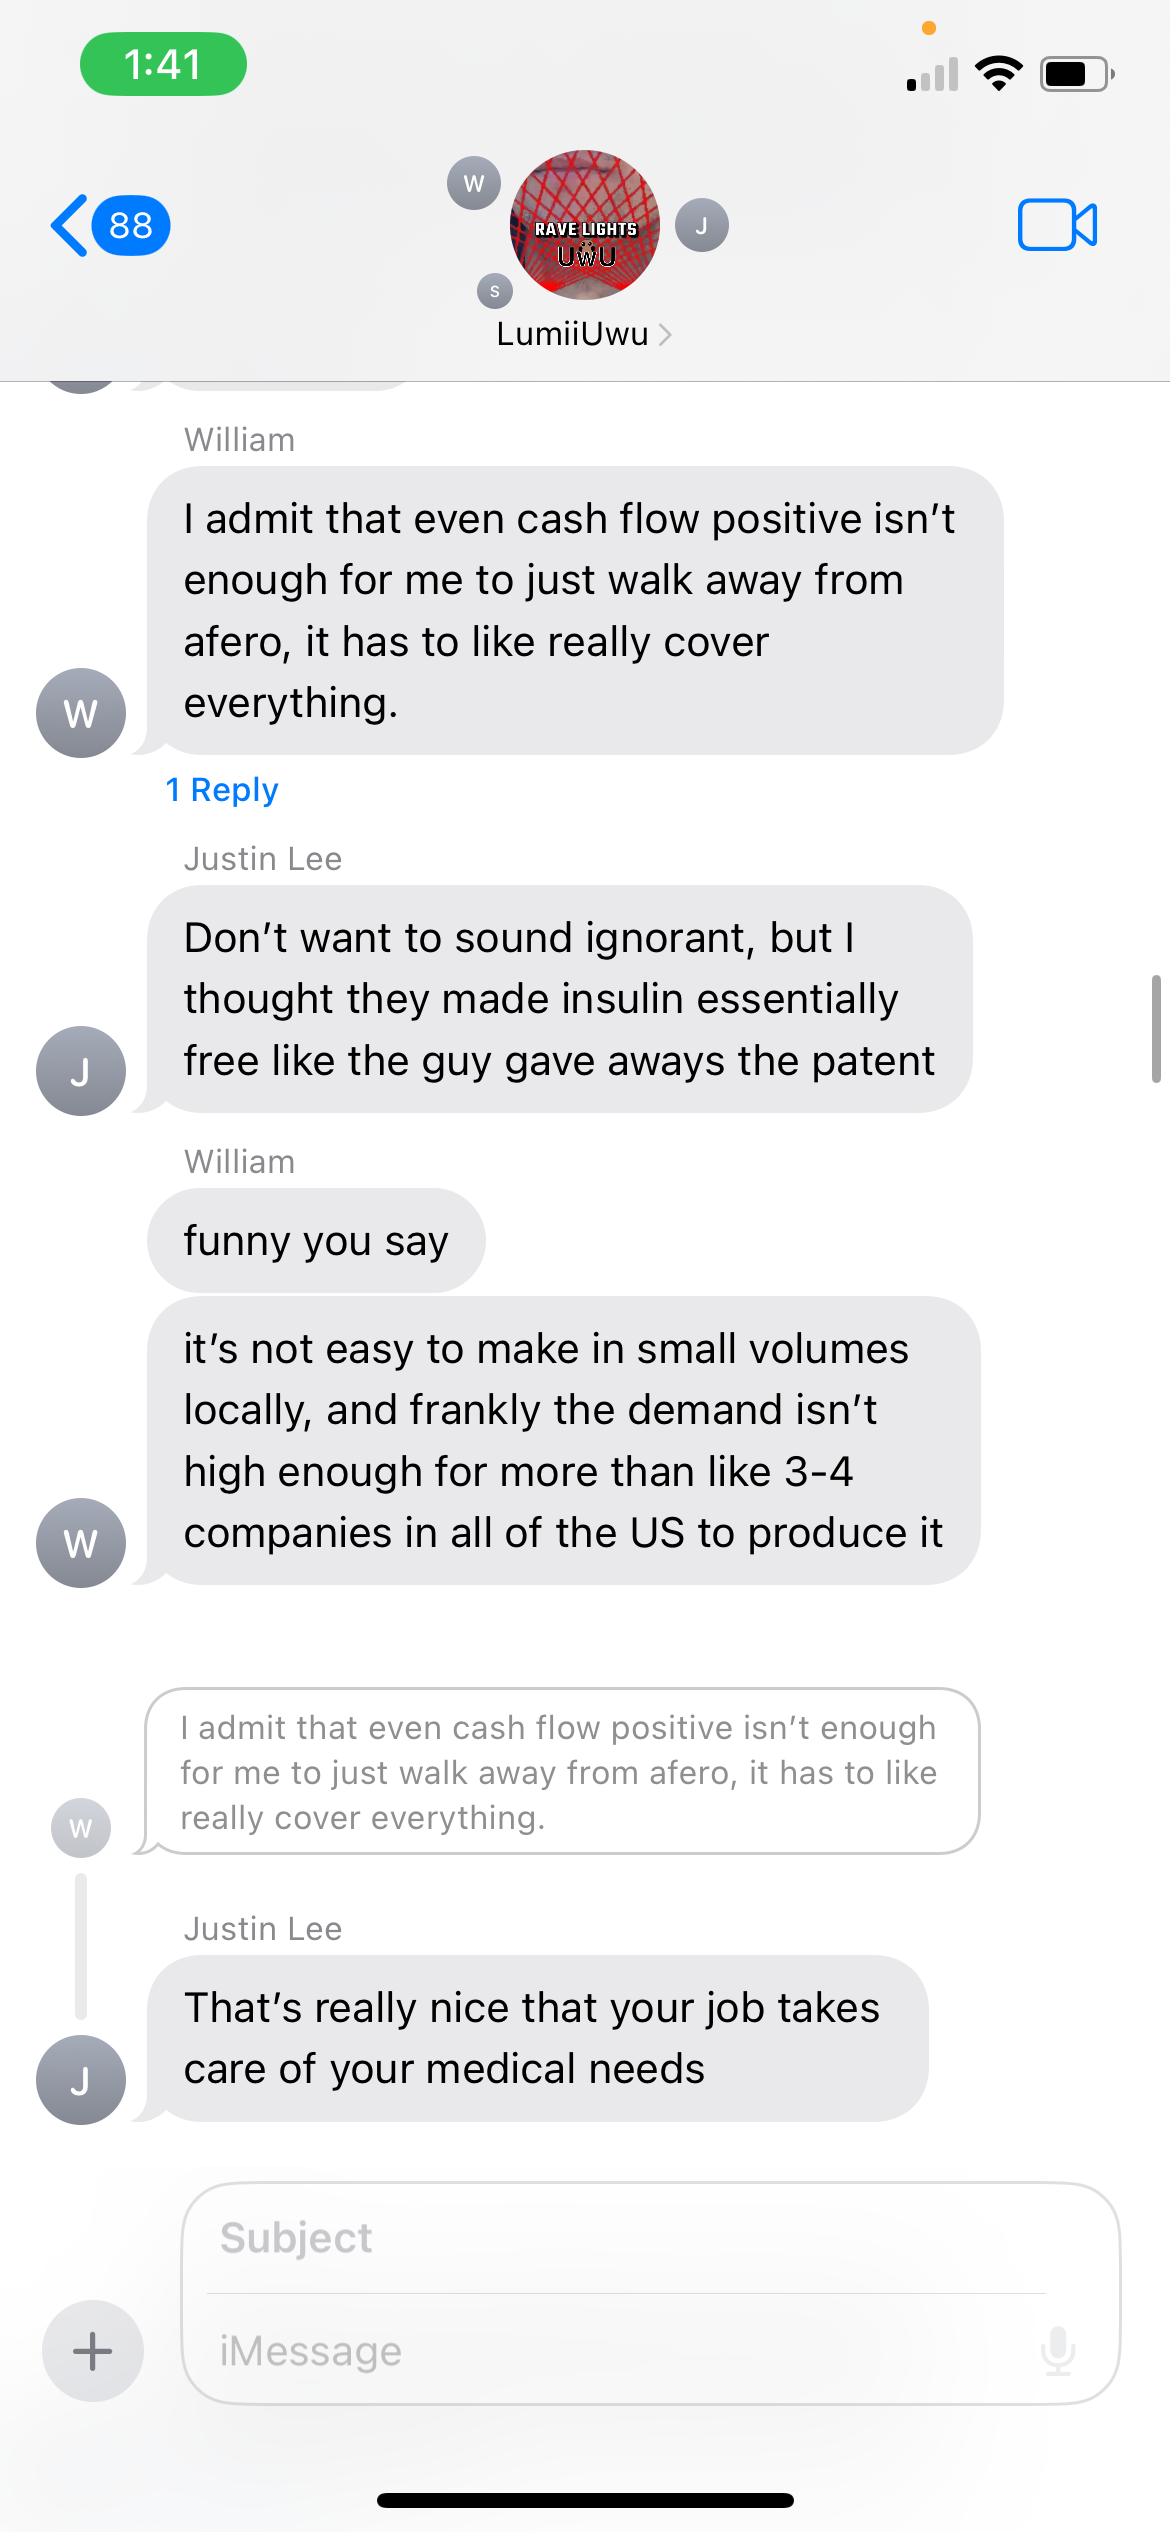 1:41
88
W
RAVE LIGHTS
UWU
J
S
LumiiUwu
William
I admit that even cash flow positive isn’t
enough for me to just walk away from
afero, it has to like really cover
everything.
W
1 Reply
Justin Lee
Don’t want to sound ignorant, but I
thought they made insulin essentially
free like the guy gave aways the patent
J
William
funny you say
it’s not easy to make in small volumes
locally, and frankly the demand isn’t
high enough for more than like 3-4
companies in all of the US to produce it
W
I admit that even cash flow positive isn’t enough
for me to just walk away from afero, it has to like
really cover everything.
W
Justin Lee
That’s really nice that your job takes
care of your medical needs
J
Subject
iMessage